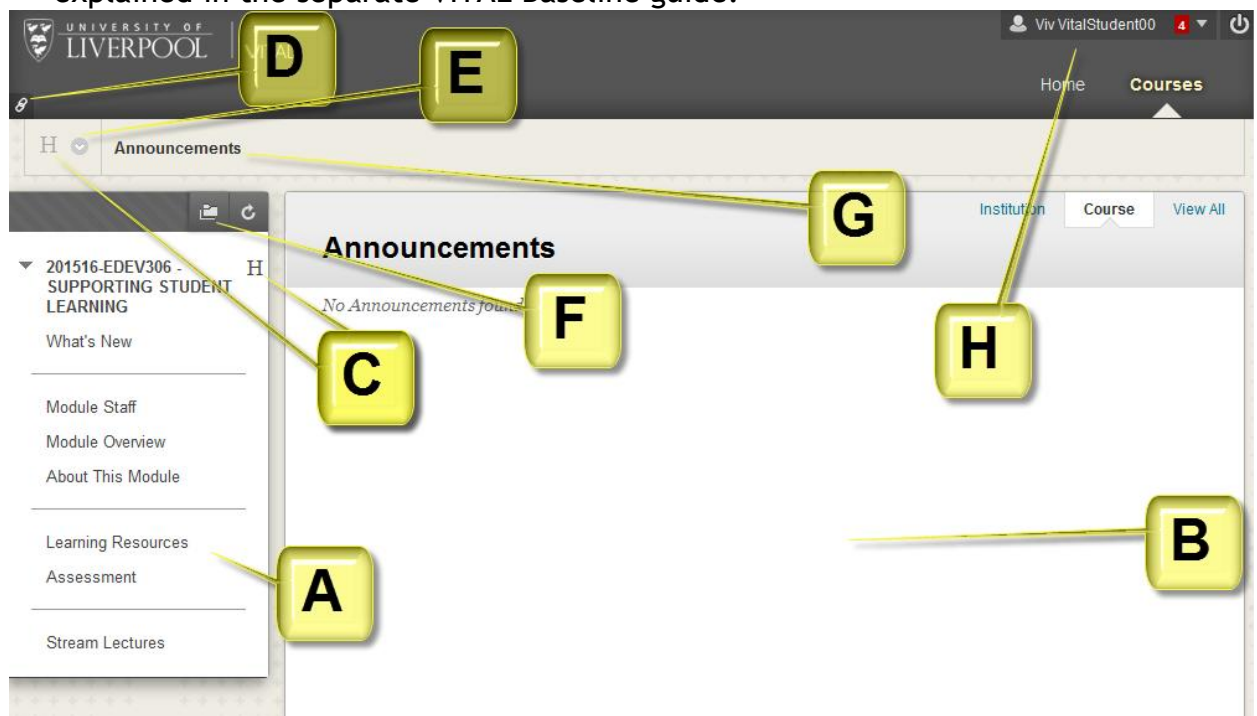 explained in the separate VITAL Baseline guide.
UNIVERSITY OF
LIVERPOOL
Viv VitalStudent00 4
Home Courses
D
E
H Announcements
G
Institution Course View All
Announcements
201516-EDEV306 - H
SUPPORTING STUDENT
LEARNING
No Announcements found
F
H
What's New
C
Module Staff
Module Overview
About This Module
B
Learning Resources
Assessment
A
Stream Lectures